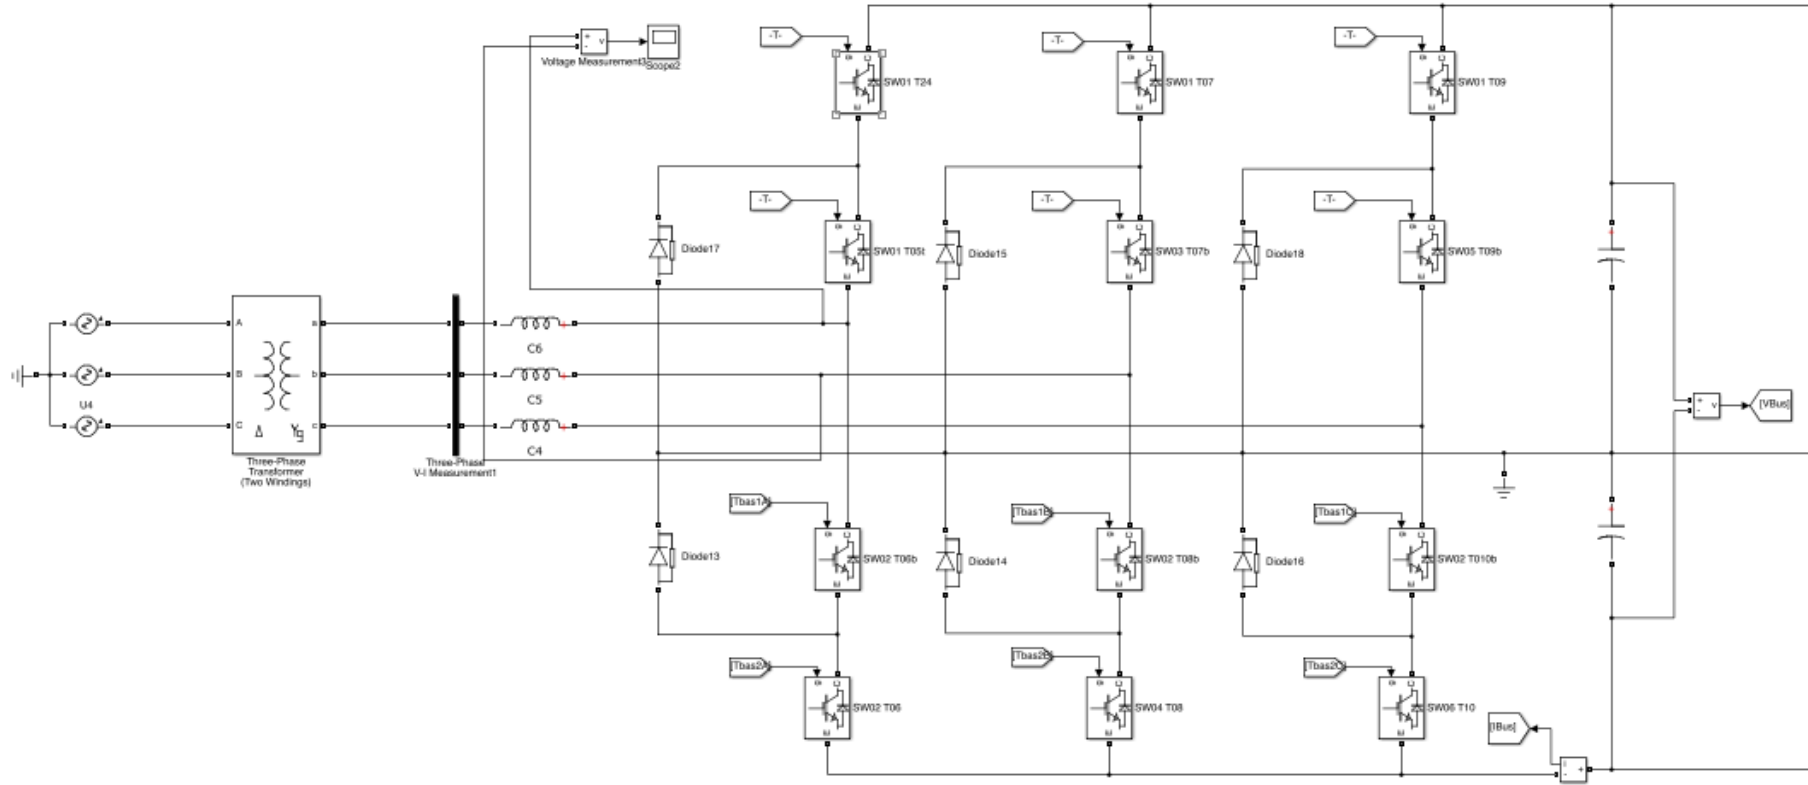 -T-
-T-
-T-
+
-
v
Voltage Measurement3
Scope2
SW01 T24
SW01 T07
SW01 T09
-T-
-T-
-T-
Diode17
SW01 T05t
Diode15
SW03 T07b
Diode18
SW05 T09b
A
a
C6
B
b
C5
U4
C
c
C4
Δ
Yg
Three-Phase
Transformer
(Two Windings)
Three-Phase
V-I Measurement1
+
-
v
[VBus]
[Tbas1A]
[Tbas1B]
[Tbas1C]
Diode13
SW02 T06b
Diode14
SW02 T08b
Diode16
SW02 T010b
[Tbas2A]
[Tbas2B]
[Tbas2C]
SW02 T06
SW04 T08
SW06 T10
[IBus]
i
-
+